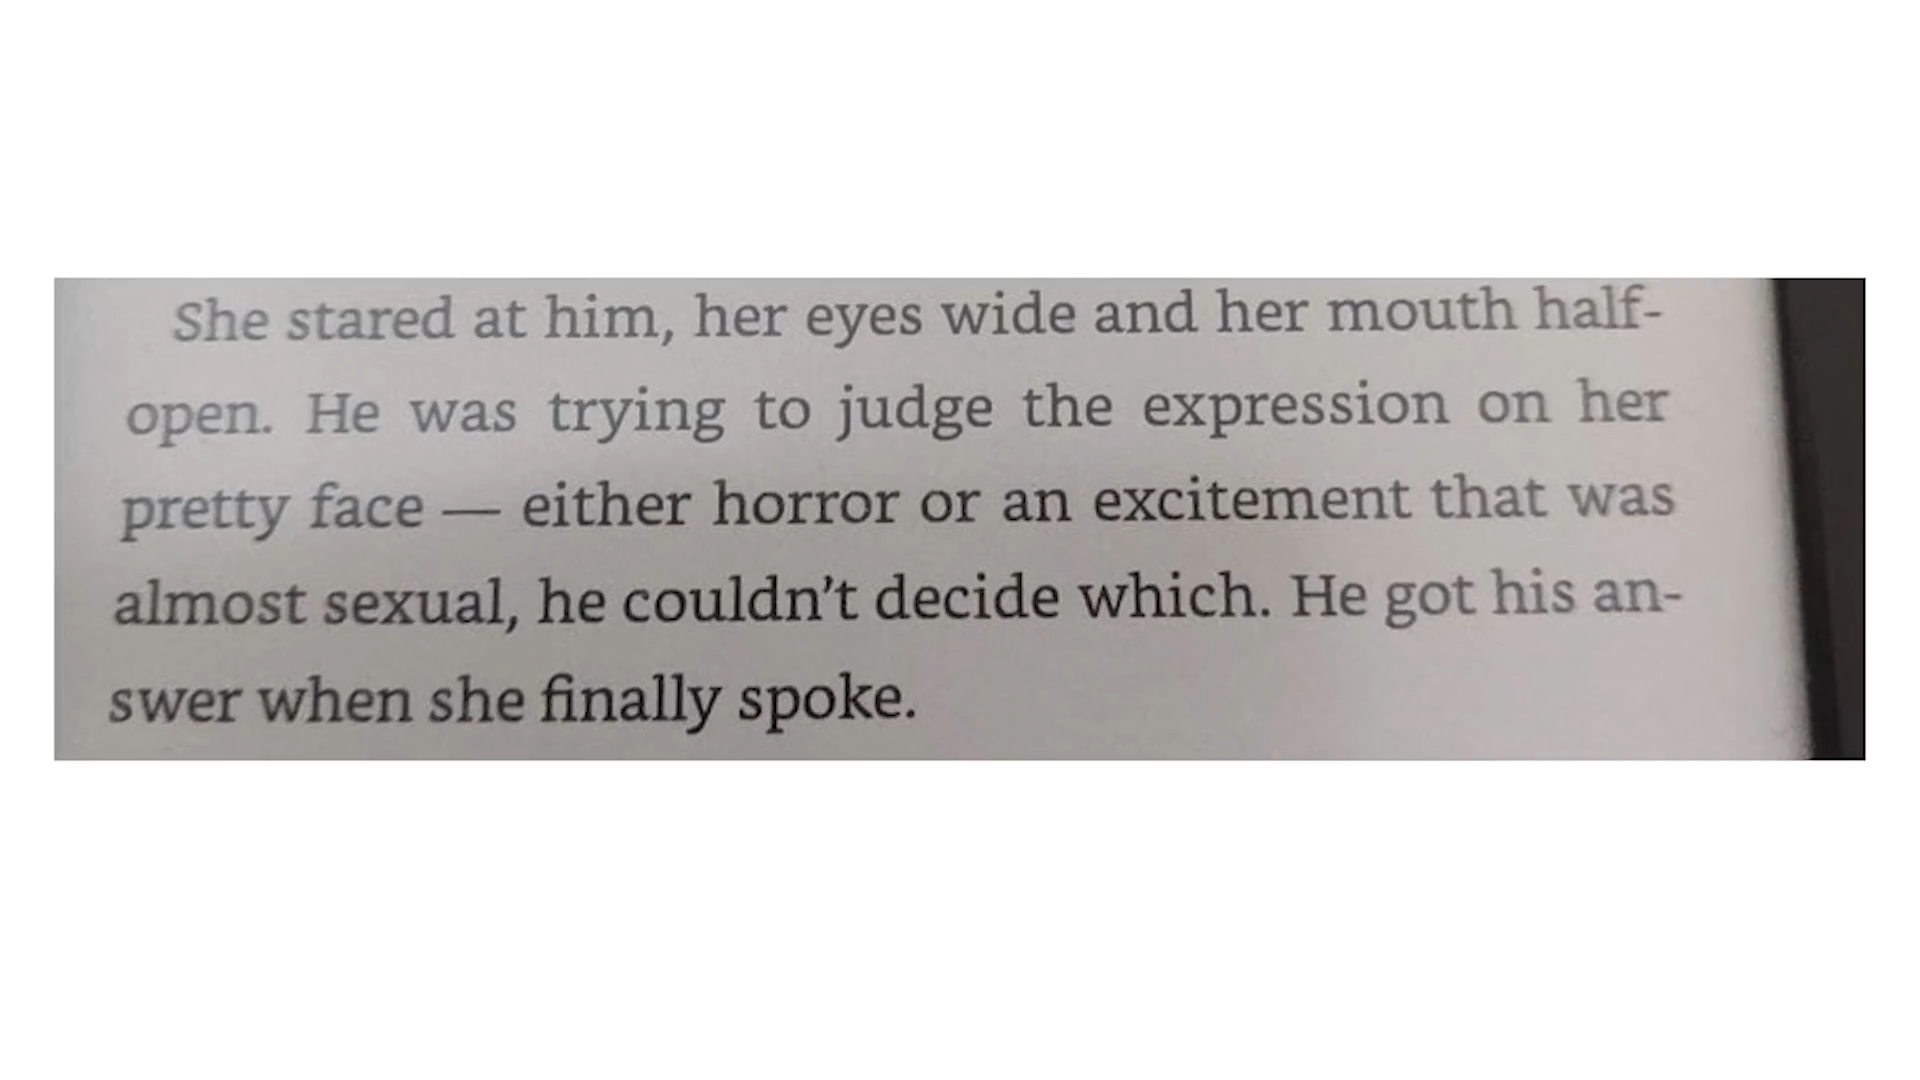 She stared at him, her eyes wide and her mouth half-
open. He was trying to judge the expression on her
pretty face — either horror or an excitement that was
almost sexual, he couldn’t decide which. He got his an-
swer when she finally spoke.